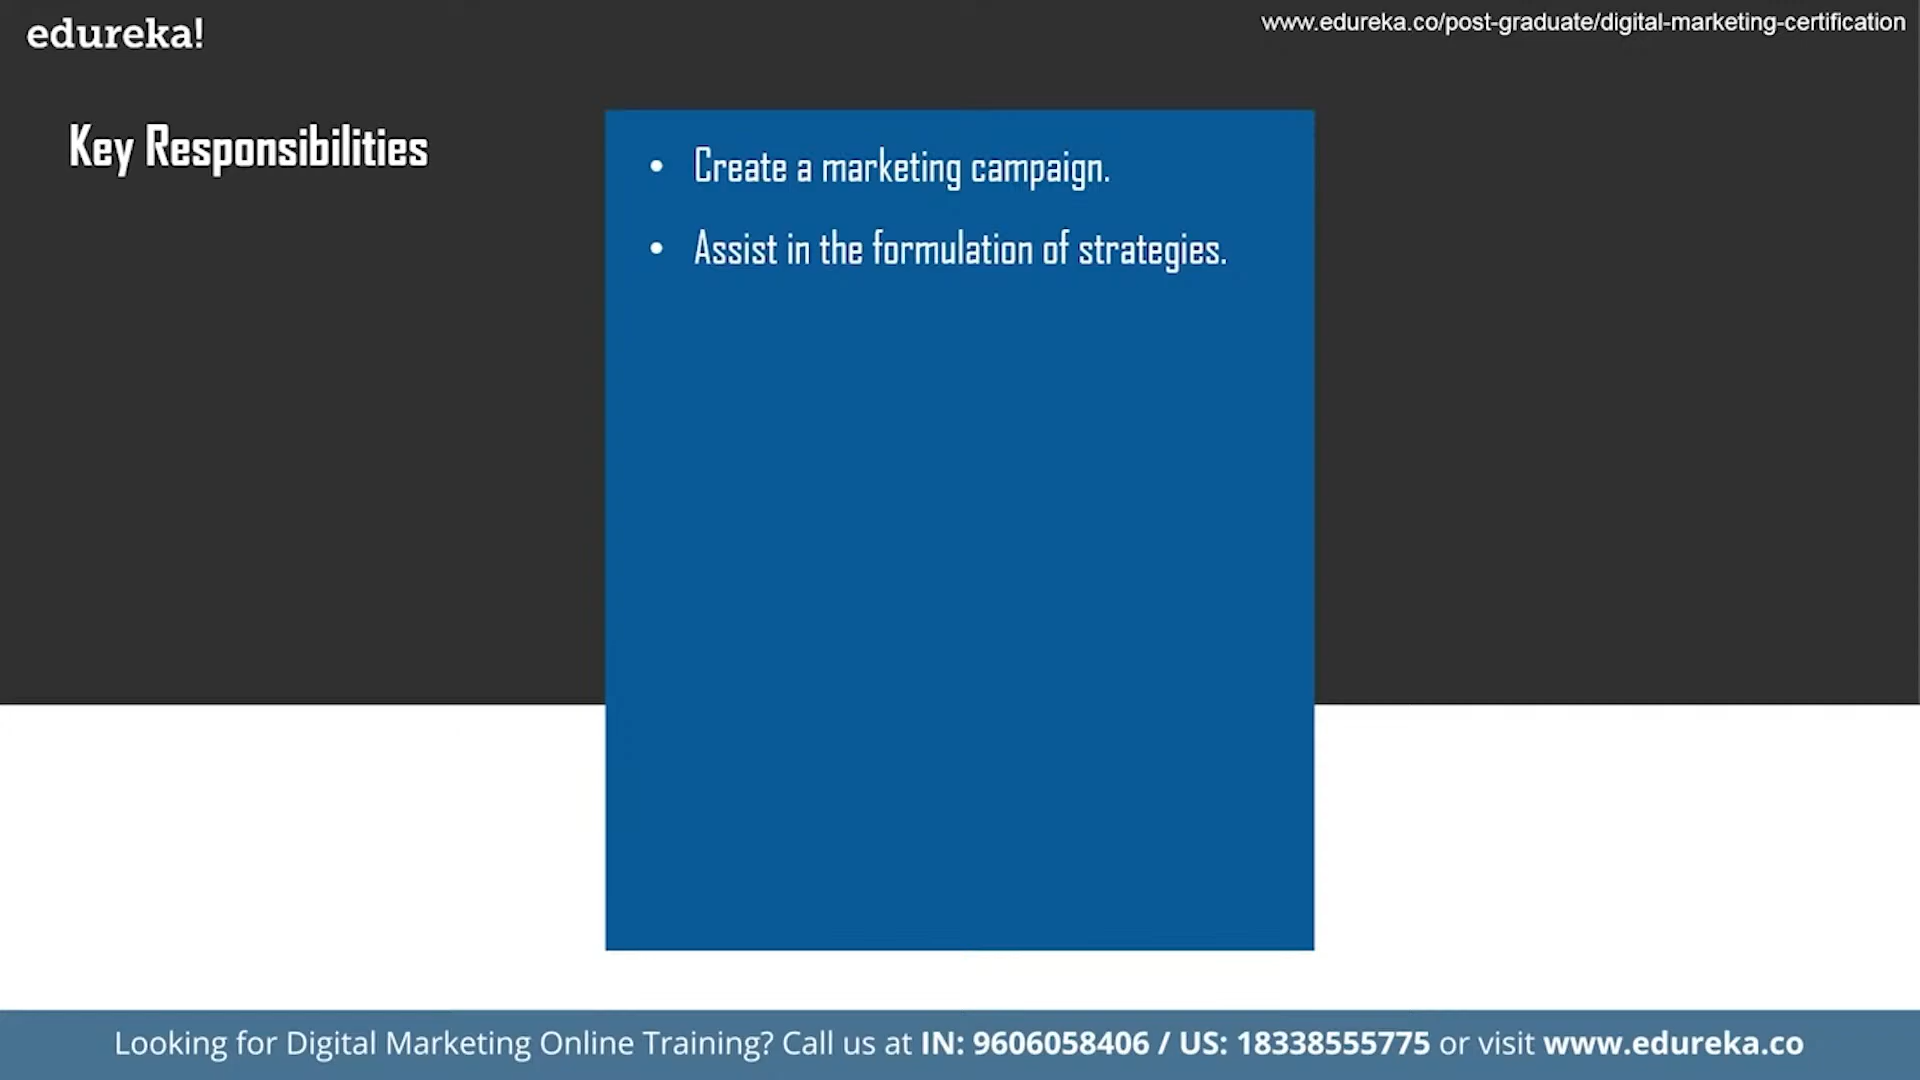 edureka!
www.edureka.co/post-graduate/digital-marketing-certification
Key Responsibilities
• Create a marketing campaign.
• Assist in the formulation of strategies.
Looking for Digital Marketing Online Training? Call us at IN: 9606058406 / US: 18338555775 or visit www.edureka.co